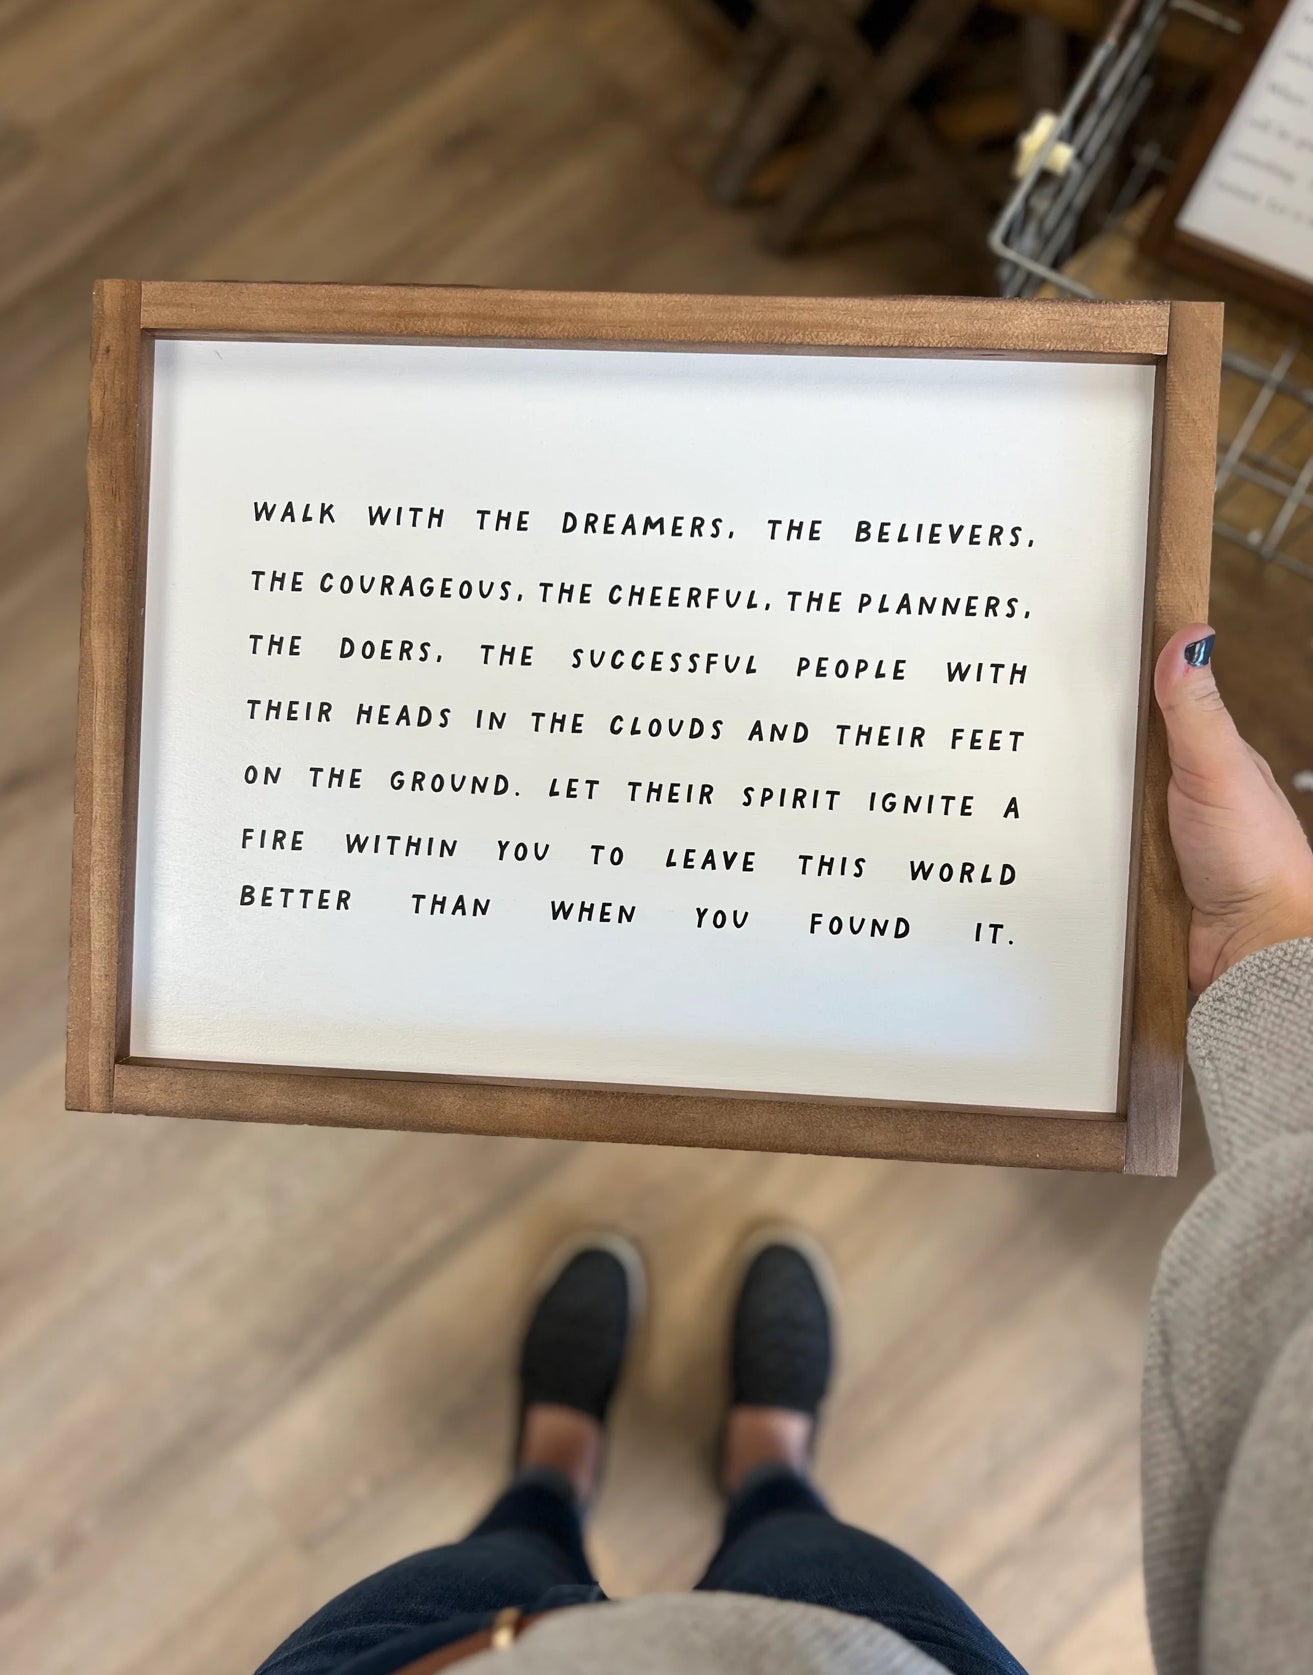 WALK WITH THE DREAMERS, THE BELIEVERS,
THE COURAGEOUS, THE CHEERFUL, THE PLANNERS,
THE DOERS, THE SUCCESSFUL PEOPLE WITH
THEIR HEADS IN THE CLOUDS AND THEIR FEET
ON THE GROUND. LET THEIR SPIRIT IGNITE A
FIRE WITHIN YOU TO LEAVE THIS WORLD
BETTER THAN WHEN YOU FOUND IT.